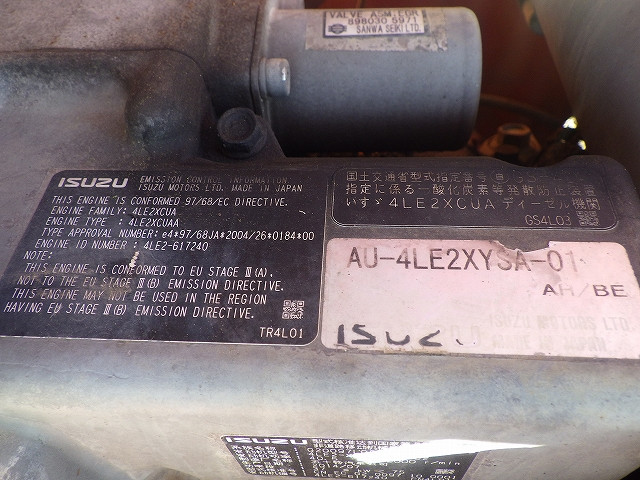 VALVE ASM.EGR
898030 5971
SANWA SEIKI LTD.
ISUZU EMISSION CONTROL INFORMATION
ISUZU MOTORS LTD. MADE IN JAPAN
THIS ENGINE IS CONFORMED 97/68/EC DIRECTIVE.
ENGINE FAMILY: 4LE2XCUA
ENGINE TYPE : 4LE2XCUAA
TYPE APPROVAL NUMBER: e4*97/68JA*2004/26*0184*00
ENGINE ID NUMBER : 4LE2-617240
NOTE:
THIS ENGINE IS CONFORMED TO EU STAGE Ⅲ(A),
NOT TO THE EU STAGE Ⅲ(B) EMISSION DIRECTIVE.
THIS ENGINE MAY NOT BE USED IN THE REGION
HAVING EU STAGE Ⅲ(B) EMISSION DIRECTIVE.
TR4L01
国土交通省型式指定番号
指定に係る一酸化炭素等発散防止装置
いすゞ 4LE2XCUA ディーゼル機関
GS4L03
AU-4LE2XYSA-01
AH/BE
ISUZ
ISUZU MOTORS LTD.
MADE IN JAPAN
ISUZU